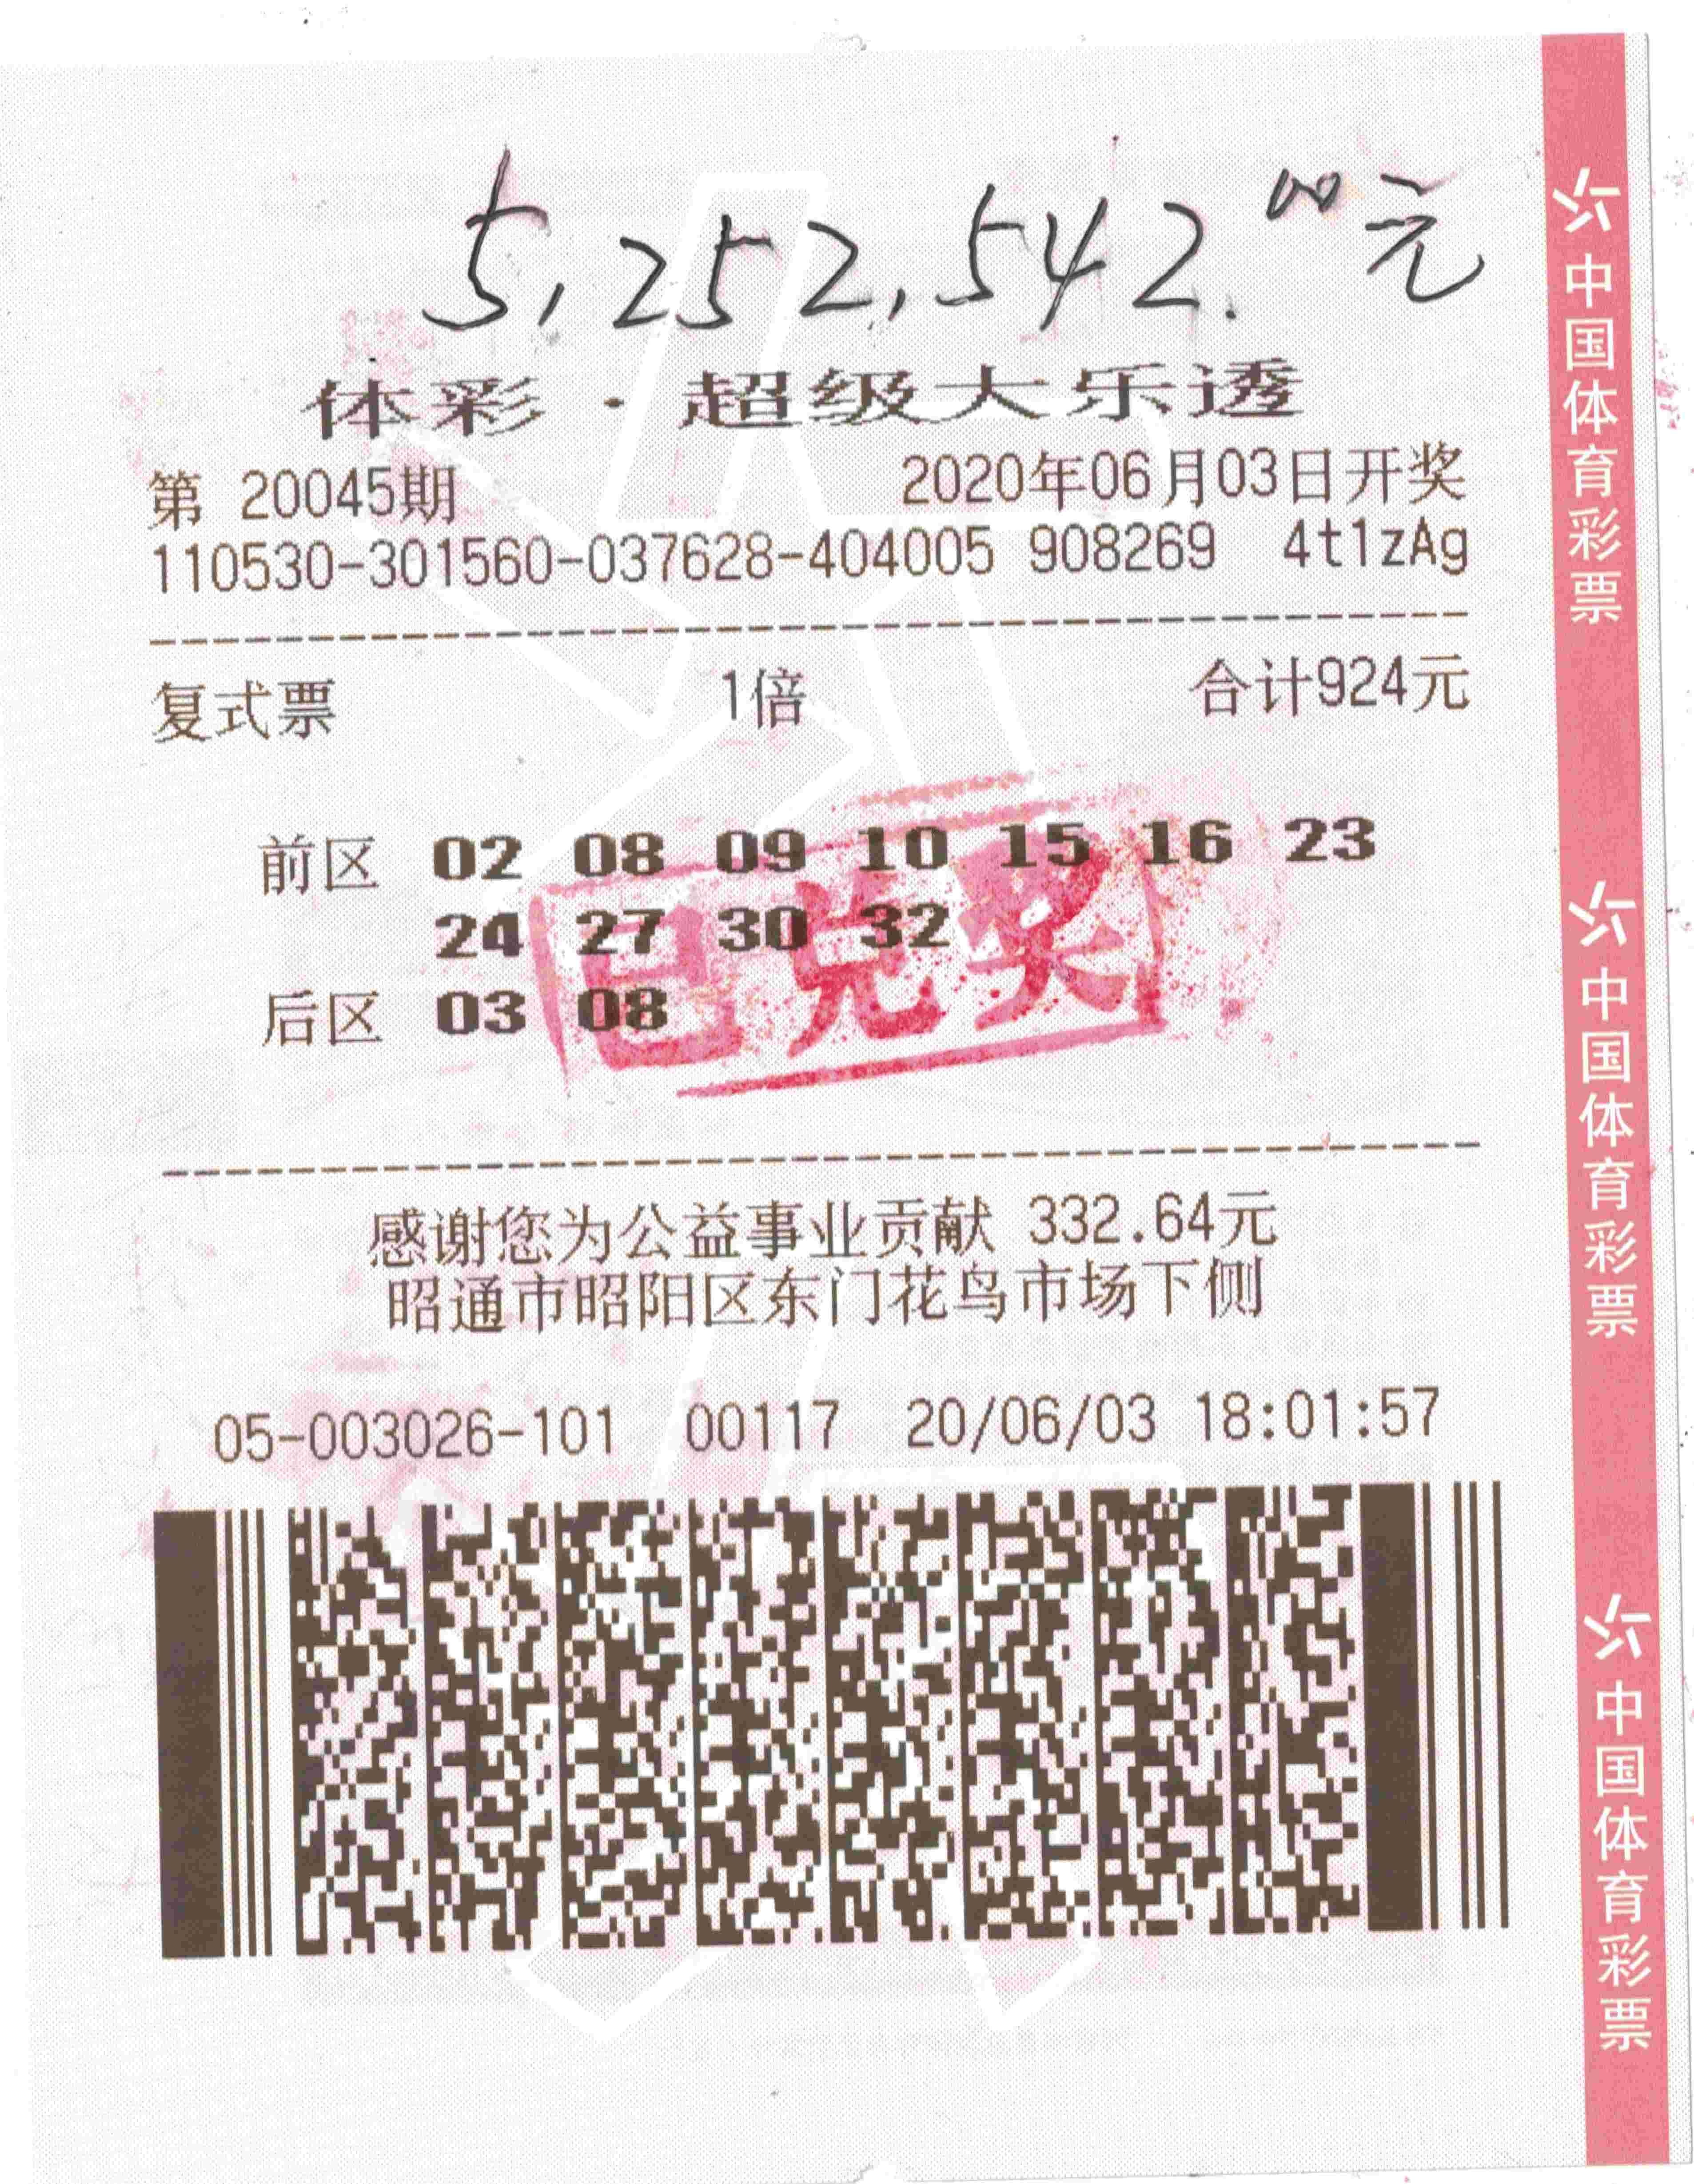 5,252,542.00元
体彩·超级大乐透
第 20045期 2020年06月03日开奖
110530-301560-037628-404005 908269 4t1zAg
复式票 1倍 合计924元
前区 02 08 09 10 15 16 23
24 27 30 32
后区 03 08
已兑奖
感谢您为公益事业贡献 332.64元
昭通市昭阳区东门花鸟市场下侧
05-003026-101 00117 20/06/03 18:01:57
中国体育彩票
中国体育彩票
中国体育彩票